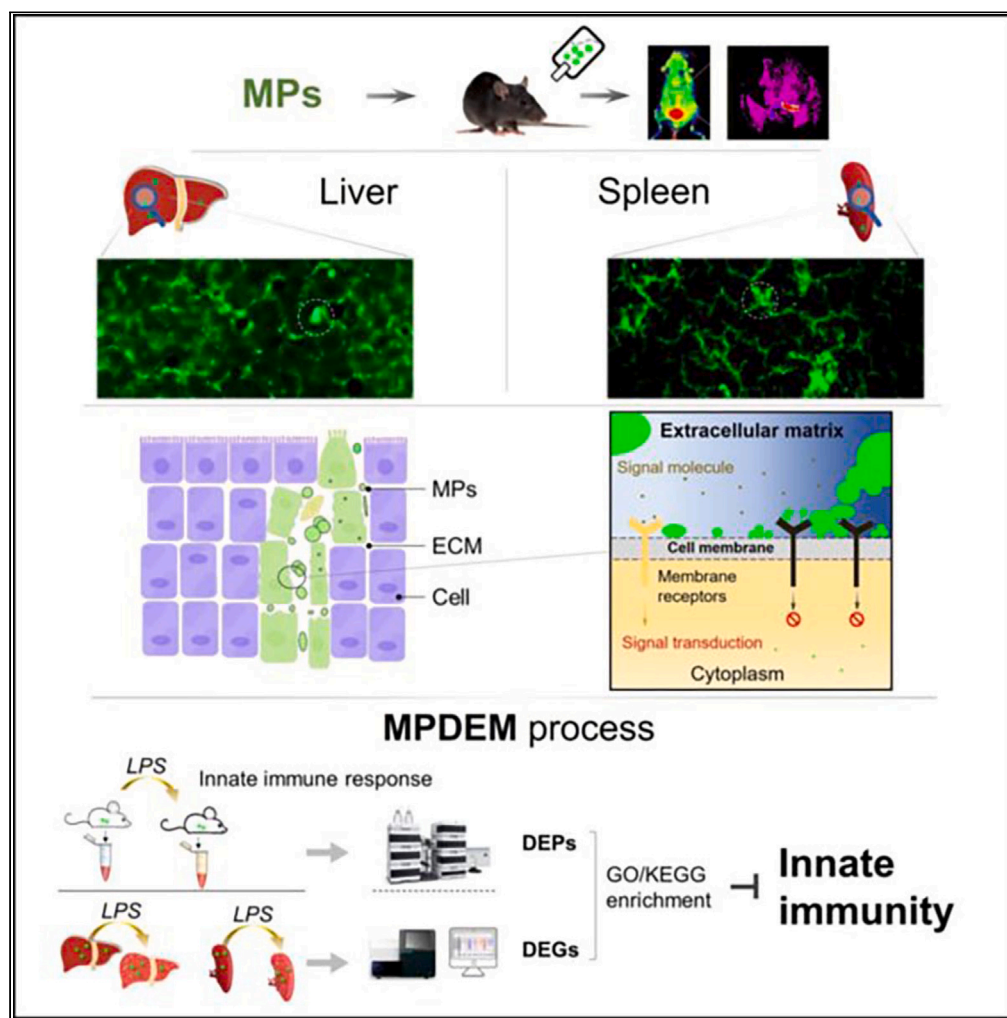 MPs
Liver
Spleen
MPs
ECM
Cell
Extracellular matrix
Signal molecule
Cell membrane
Membrane
receptors
Signal transduction
Cytoplasm
MPDEM process
LPS
Innate immune response
DEPs
LPS
LPS
DEGs
GO/KEGG
enrichment
Innate
immunity